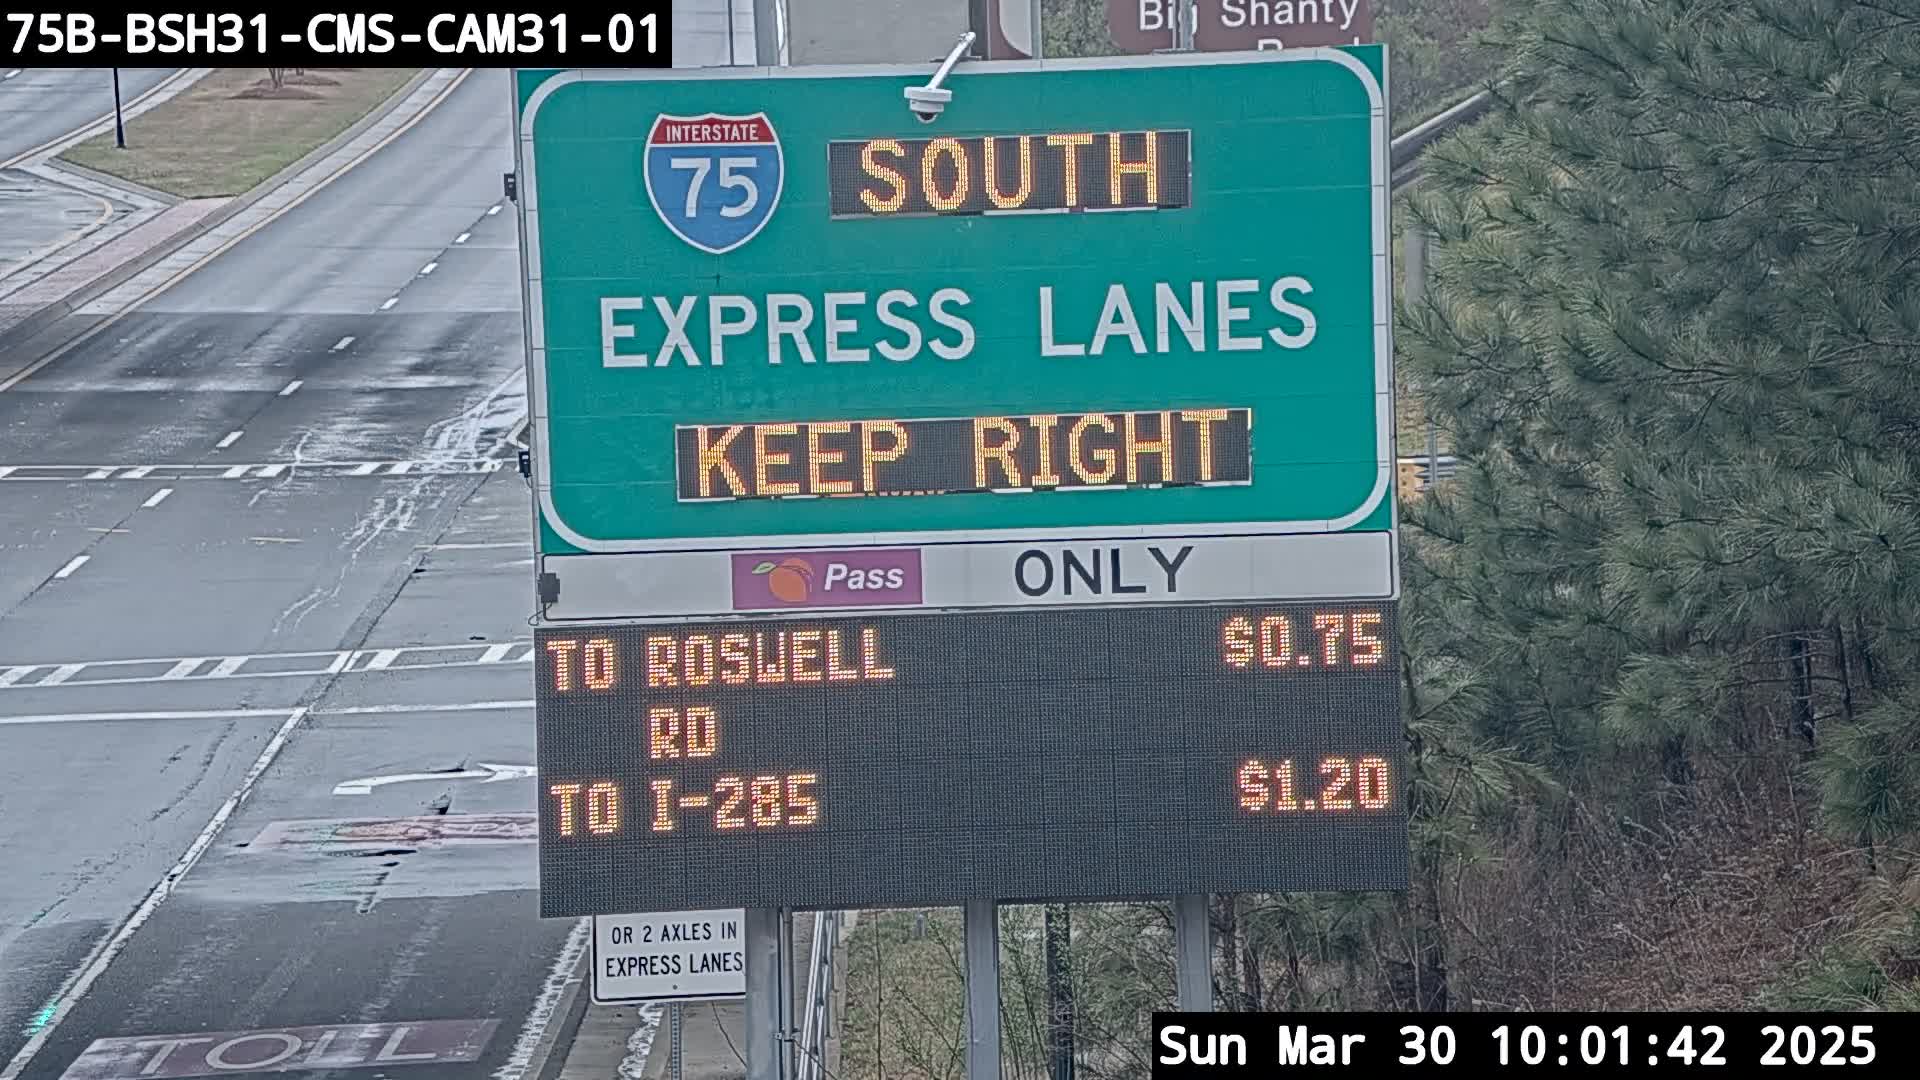 75B-BSH31-CMS-CAM31-01
Big Shanty
INTERSTATE
75
SOUTH
EXPRESS LANES
KEEP RIGHT
Pass
ONLY
TO ROSWELL $0.75
RD
TO I-285 $1.20
OR 2 AXLES IN
EXPRESS LANES
TOLL
Sun Mar 30 10:01:42 2025